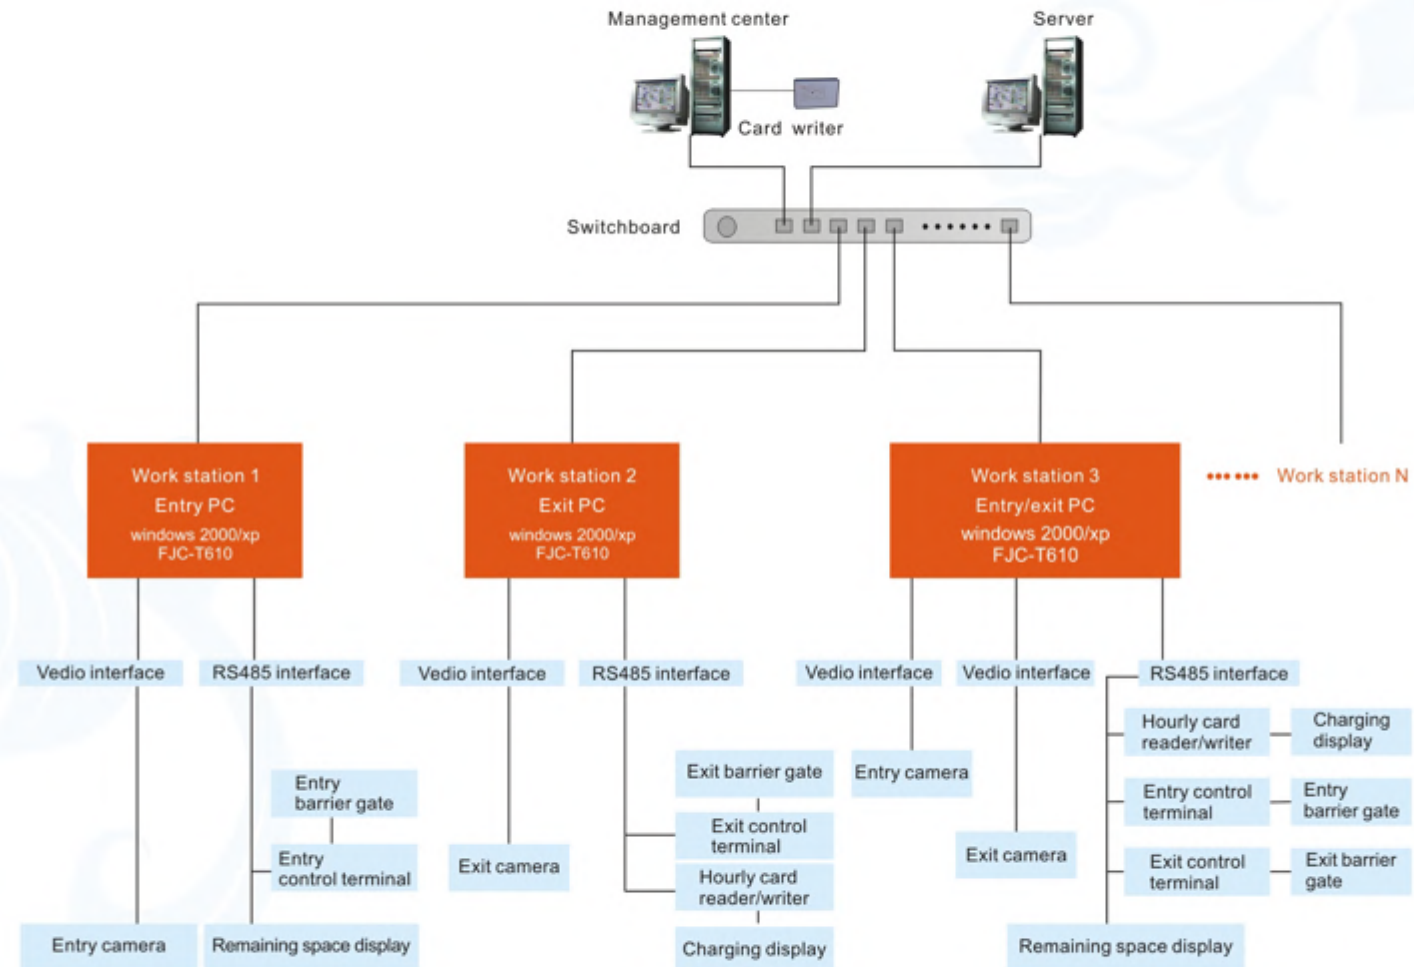 Management center
Server
Card writer
Switchboard
Work station 1
Entry PC
windows 2000/xp
FJC-T610
Work station 2
Exit PC
windows 2000/xp
FJC-T610
Work station 3
Entry/exit PC
windows 2000/xp
FJC-T610
•••••• Work station N
Vedio interface
RS485 interface
Vedio interface
RS485 interface
Vedio interface
Vedio interface
RS485 interface
Entry
barrier gate
Entry
control terminal
Entry camera
Remaining space display
Exit camera
Exit barrier gate
Exit control
terminal
Hourly card
reader/writer
Charging display
Entry camera
Exit camera
Hourly card
reader/writer
Charging
display
Entry control
terminal
Entry
barrier gate
Exit control
terminal
Exit barrier
gate
Remaining space display